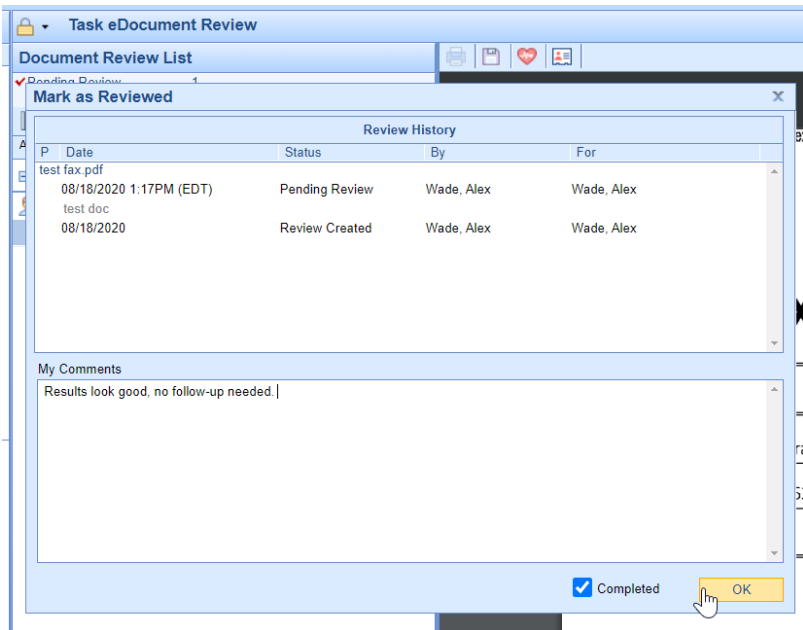 Task eDocument Review
Document Review List
Pending Review 1
Mark as Reviewed
Review History
P Date Status By For
test fax.pdf
08/18/2020 1:17PM (EDT) Pending Review Wade, Alex Wade, Alex
test doc
08/18/2020 Review Created Wade, Alex Wade, Alex
My Comments
Results look good, no follow-up needed.
Completed
OK